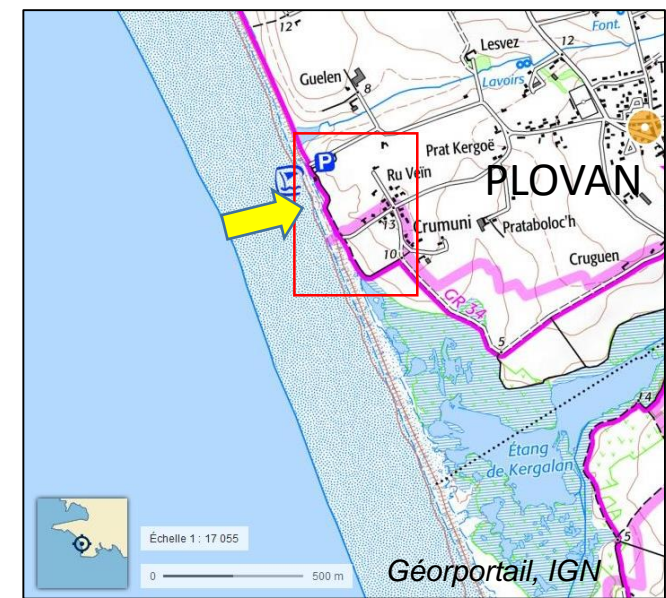 12
Font.
Lesvez
12
Guelen
8
Lavoirs
P
Prat Kergoë
Ru Veïn
PLOVAN
13
Crumuni
Prataboloc'h
10
Cruguen
GR 34
5
14
Étang
de Kergalan
5
Échelle 1 : 17 055
0
500 m
Géorportail, IGN